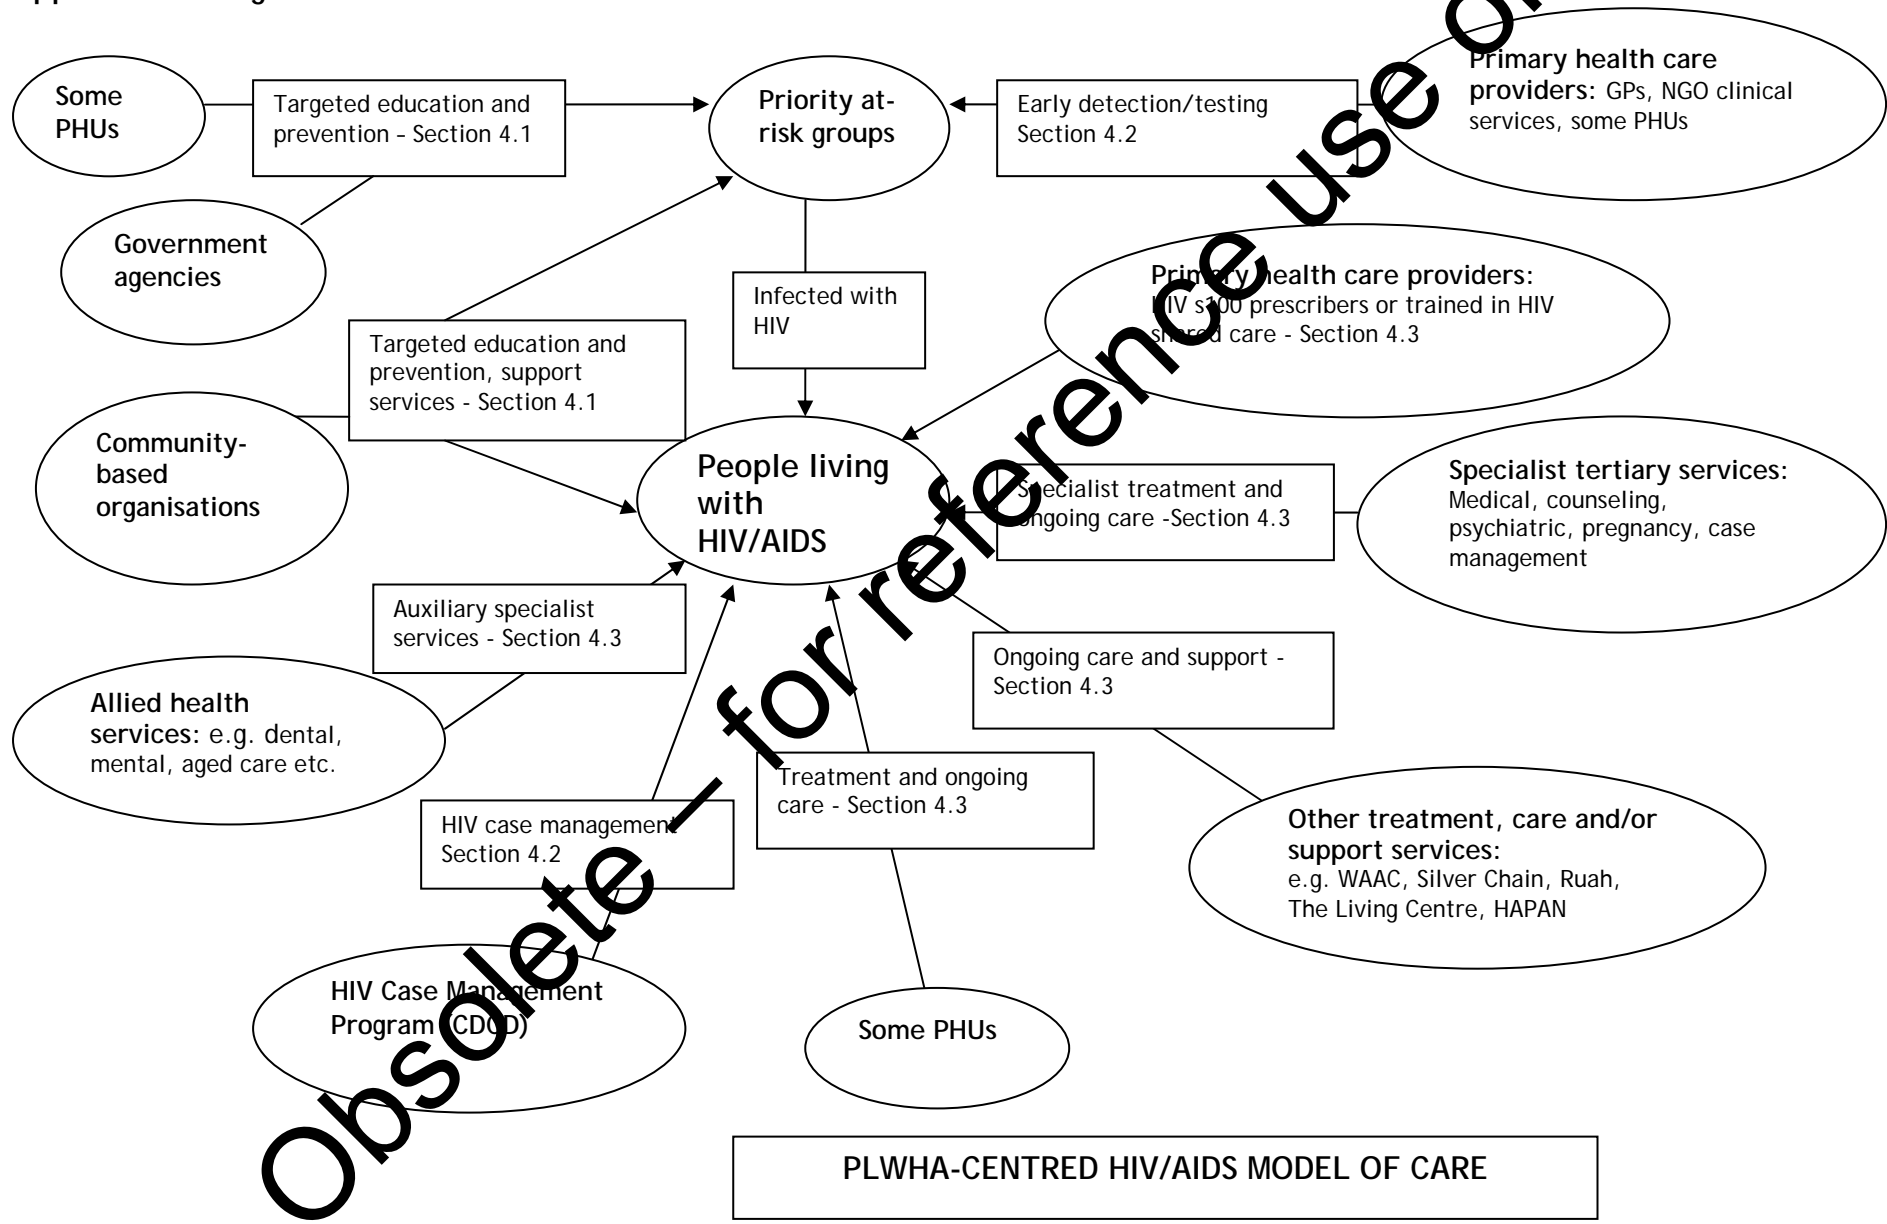 Some
PHUs
Targeted education and
prevention – Section 4.1
Priority at-
risk groups
Early detection/testing
Section 4.2
Primary health care
providers: GPs, NGO clinical
services, some PHUs
Government
agencies
Infected with
HIV
Primary health care providers:
HIV s100 prescribers or trained in HIV
shared care - Section 4.3
Targeted education and
prevention, support
services - Section 4.1
Community-
based
organisations
People living
with
HIV/AIDS
Specialist treatment and
ongoing care -Section 4.3
Specialist tertiary services:
Medical, counseling,
psychiatric, pregnancy, case
management
Auxiliary specialist
services - Section 4.3
Ongoing care and support -
Section 4.3
Allied health
services: e.g. dental,
mental, aged care etc.
HIV case management
Section 4.2
Treatment and ongoing
care - Section 4.3
Other treatment, care and/or
support services:
e.g. WAAC, Silver Chain, Ruah,
The Living Centre, HAPAN
HIV Case Management
Program (CDCD)
Some PHUs
PLWHA-CENTRED HIV/AIDS MODEL OF CARE
Obsolete – for reference use